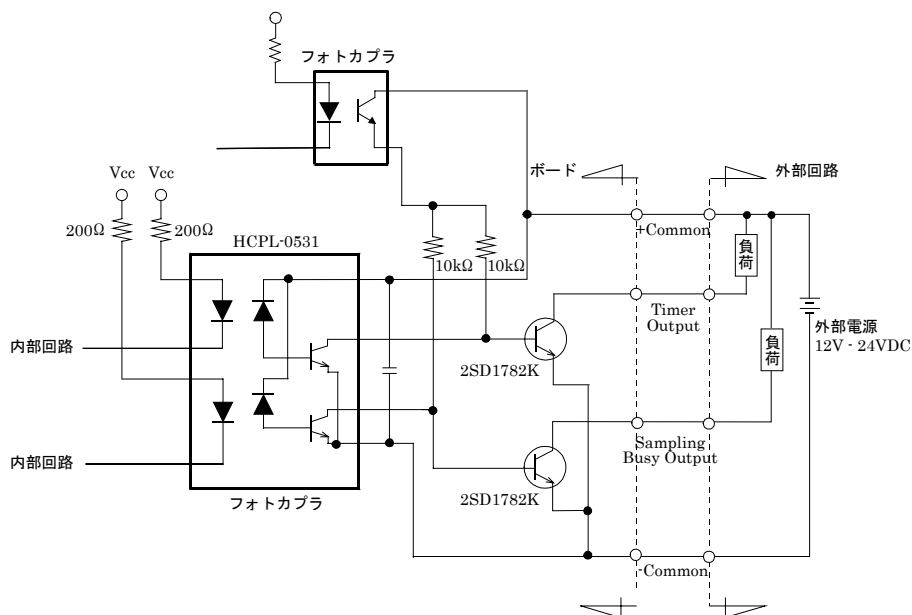 フォトカプラ
ボード
外部回路
Vcc
Vcc
200Ω
200Ω
HCPL-0531
10kΩ
10kΩ
+Common
負荷
Timer
Output
負荷
外部電源
12V - 24VDC
内部回路
2SD1782K
Sampling
Busy Output
内部回路
2SD1782K
フォトカプラ
-Common